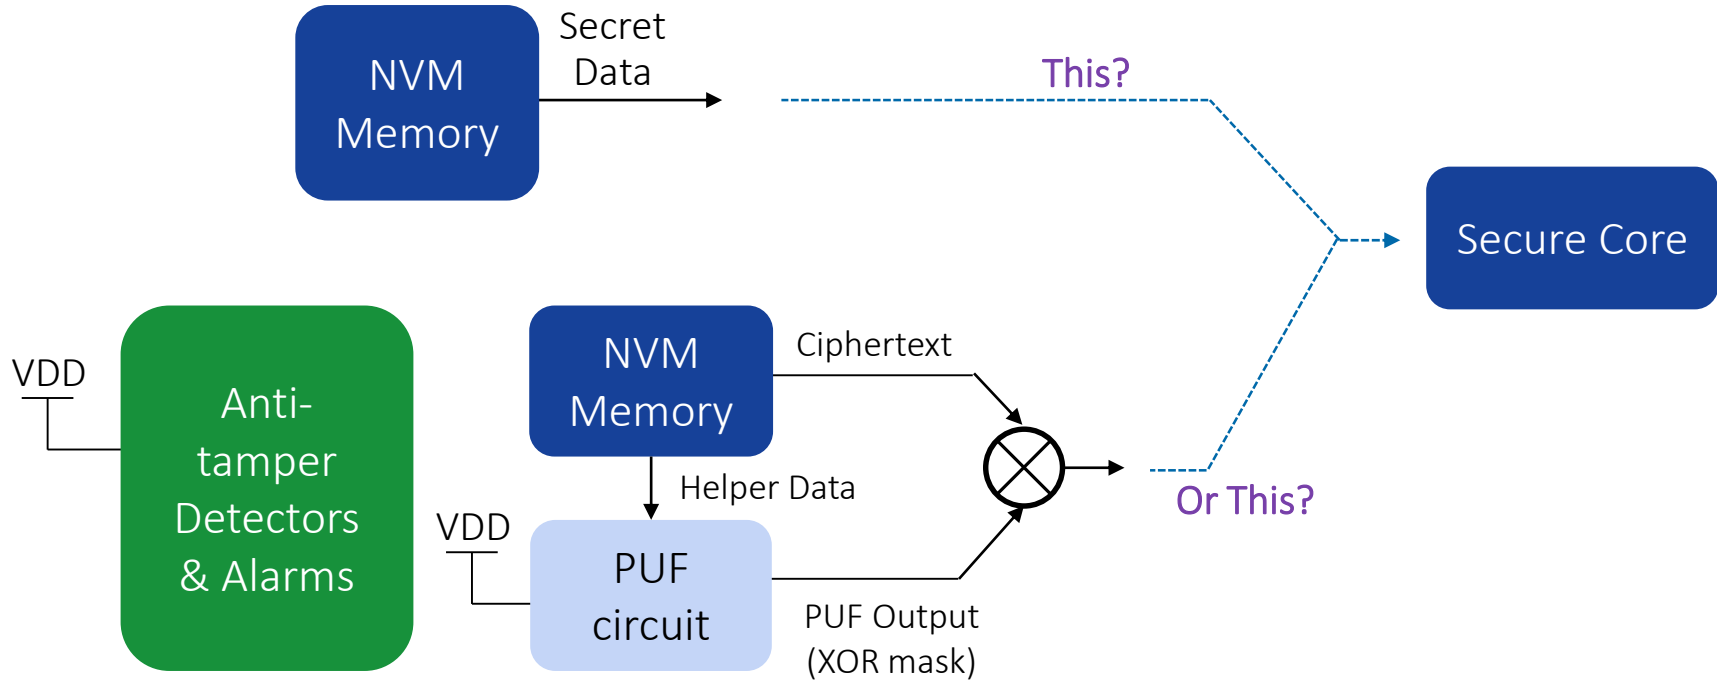 NVM
Memory
Secret
Data
This?
Secure Core
VDD
Anti-
tamper
Detectors
& Alarms
NVM
Memory
Ciphertext
Helper Data
VDD
PUF
circuit
PUF Output
(XOR mask)
Or This?